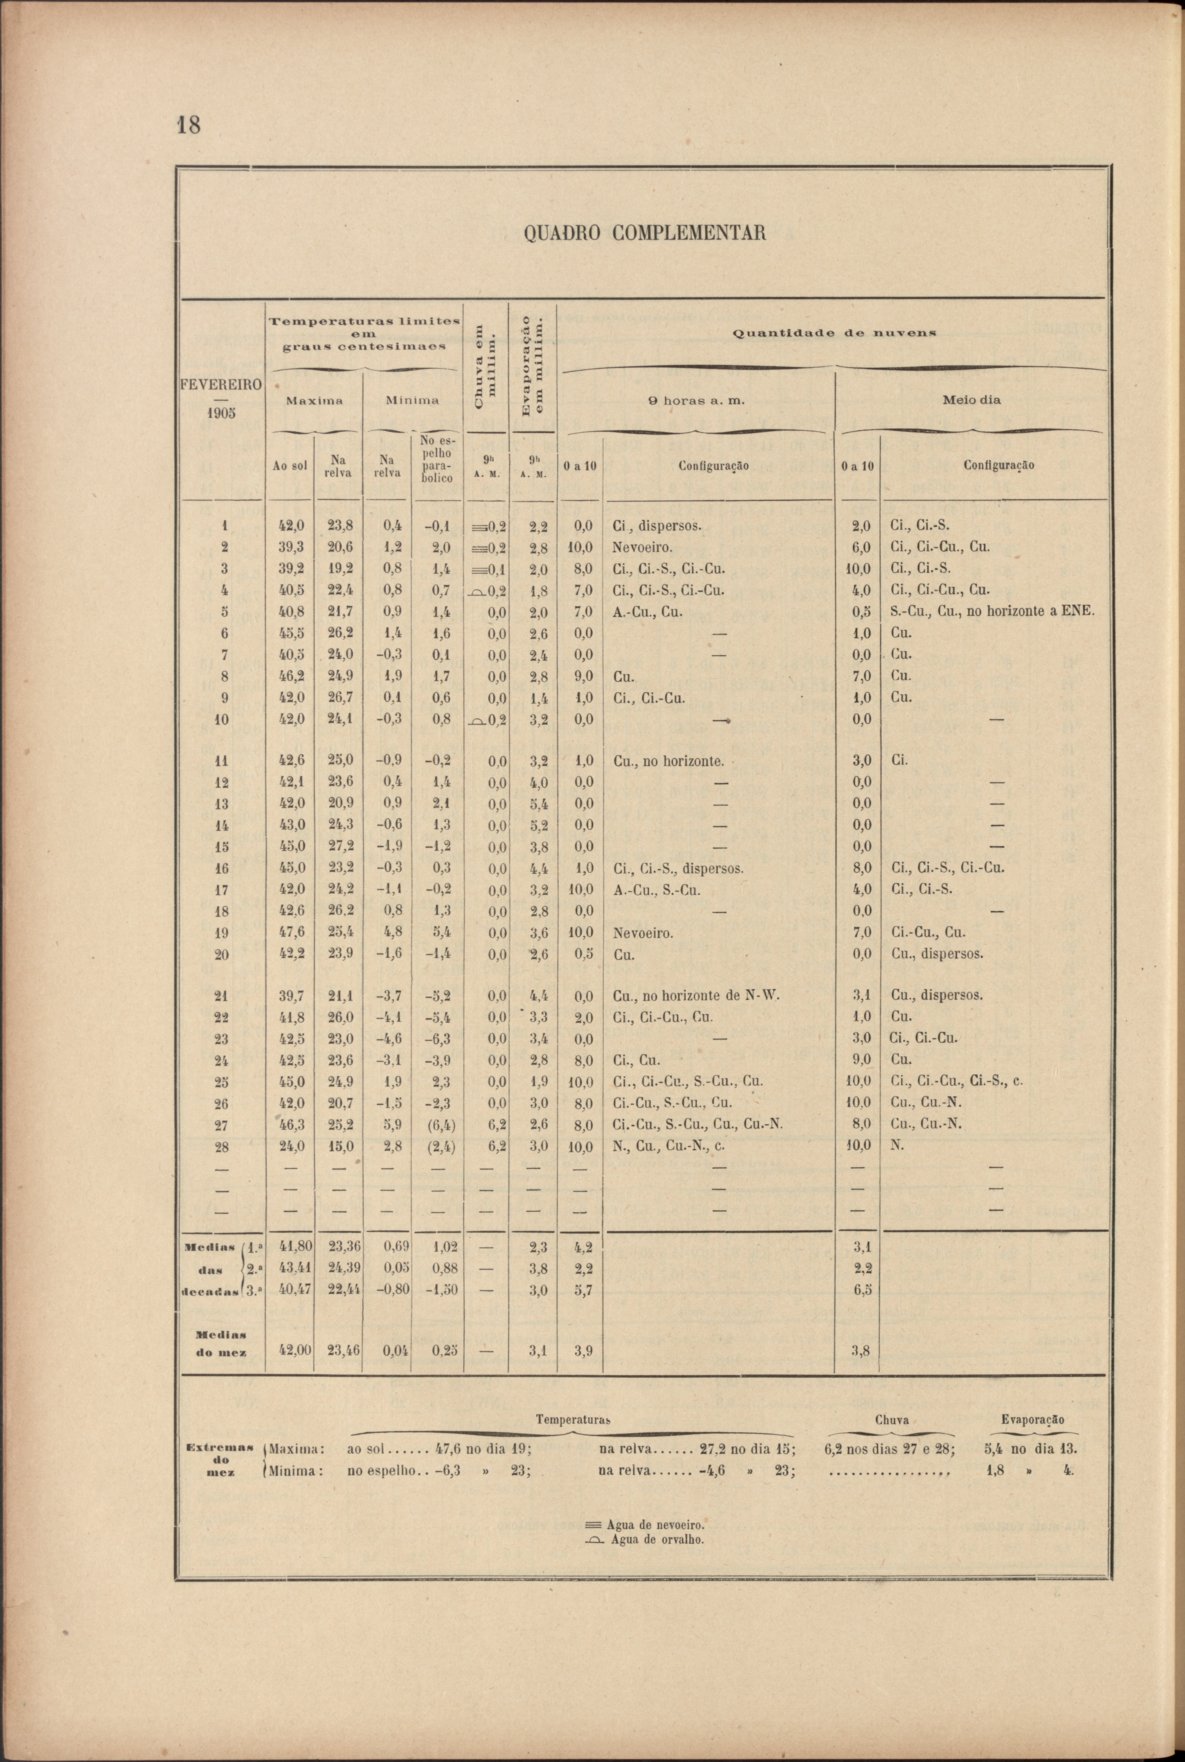 18
QUADRO COMPLEMENTAR
FEVEREIRO
—
1905
Temperaturas limites
em
graus centesimaes
Chuva em
millim.
Evaporação
em millim.
Quantidade de nuvens
Maxima Minima 9 horas a. m. Meio dia
Ao sol Na relva Na relva No espelho parabolico 9h A. M. 9h A. M. 0 a 10 Configuração 0 a 10 Configuração
1 42,0 23,8 0,4 -0,1 ≡0,2 2,2 0,0 Ci , dispersos. 2,0 Ci., Ci.-S.
2 39,3 20,6 1,2 2,0 ≡0,2 2,8 10,0 Nevoeiro. 6,0 Ci., Ci.-Cu., Cu.
3 39,2 19,2 0,8 1,4 ≡0,1 2,0 8,0 Ci., Ci.-S., Ci.-Cu. 10,0 Ci., Ci.-S.
4 40,5 22,4 0,8 0,7 ⌓0,2 1,8 7,0 Ci., Ci.-S., Ci.-Cu. 4,0 Ci., Ci.-Cu., Cu.
5 40,8 21,7 0,9 1,4 0,0 2,0 7,0 A.-Cu., Cu. 0,5 S.-Cu., Cu., no horizonte a ENE.
6 45,5 26,2 1,4 1,6 0,0 2,6 0,0 — 1,0 Cu.
7 40,5 24,0 -0,3 0,1 0,0 2,4 0,0 — 0,0 Cu.
8 46,2 24,9 1,9 1,7 0,0 2,8 9,0 Cu. 7,0 Cu.
9 42,0 26,7 0,1 0,6 0,0 1,4 1,0 Ci., Ci.-Cu. 1,0 Cu.
10 42,0 24,1 -0,3 0,8 ⌓0,2 3,2 0,0 — 0,0 —
11 42,6 25,0 -0,9 -0,2 0,0 3,2 1,0 Cu., no horizonte. 3,0 Ci.
12 42,1 23,6 0,4 1,4 0,0 4,0 0,0 — 0,0 —
13 42,0 20,9 0,9 2,1 0,0 5,4 0,0 — 0,0 —
14 43,0 24,3 -0,6 1,3 0,0 5,2 0,0 — 0,0 —
15 45,0 27,2 -1,9 -1,2 0,0 3,8 0,0 — 0,0 —
16 45,0 23,2 -0,3 0,3 0,0 4,4 1,0 Ci., Ci.-S., dispersos. 8,0 Ci., Ci.-S., Ci.-Cu.
17 42,0 24,2 -1,1 -0,2 0,0 3,2 10,0 A.-Cu., S.-Cu. 4,0 Ci., Ci.-S.
18 42,6 26,2 0,8 1,3 0,0 2,8 0,0 — 0,0 —
19 47,6 25,4 4,8 5,4 0,0 3,6 10,0 Nevoeiro. 7,0 Ci.-Cu., Cu.
20 42,2 23,9 -1,6 -1,4 0,0 2,6 0,5 Cu. 0,0 Cu., dispersos.
21 39,7 21,1 -3,7 -5,2 0,0 4,4 0,0 Cu., no horizonte de N-W. 3,1 Cu., dispersos.
22 41,8 26,0 -4,1 -5,4 0,0 3,3 2,0 Ci., Ci.-Cu., Cu. 1,0 Cu.
23 42,5 23,0 -4,6 -6,3 0,0 3,4 0,0 — 3,0 Ci., Ci.-Cu.
24 42,5 23,6 -3,1 -3,9 0,0 2,8 8,0 Ci., Cu. 9,0 Cu.
25 45,0 24,9 1,9 2,3 0,0 1,9 10,0 Ci., Ci.-Cu., S.-Cu., Cu. 10,0 Ci., Ci.-Cu., Ci.-S., c.
26 42,0 20,7 -1,5 -2,3 0,0 3,0 8,0 Ci.-Cu., S.-Cu., Cu. 10,0 Cu., Cu.-N.
27 46,3 25,2 5,9 (6,4) 6,2 2,6 8,0 Ci.-Cu., S.-Cu., Cu., Cu.-N. 8,0 Cu., Cu.-N.
28 24,0 15,0 2,8 (2,4) 6,2 3,0 10,0 N., Cu., Cu.-N., c. 10,0 N.
— — — — — — — — — — —
— — — — — — — — — — —
— — — — — — — — — — —
Medias 1.ª 41,80 23,36 0,69 1,02 — 2,3 4,2 3,1
das 2.ª 43,41 24,39 0,05 0,88 — 3,8 2,2 2,2
decadas 3.ª 40,47 22,44 -0,80 -1,50 — 3,0 5,7 6,5
Medias
do mez 42,00 23,46 0,04 0,25 — 3,1 3,9 3,8
Temperaturas Chuva Evaporação
Extremas
do
mez
Maxima: ao sol...... 47,6 no dia 19; na relva...... 27,2 no dia 15; 6,2 nos dias 27 e 28; 5,4 no dia 13.
Minima: no espelho.. -6,3 » 23; na relva...... -4,6 » 23; ................ 1,8 » 4.
≡ Agua de nevoeiro.
⌓ Agua de orvalho.